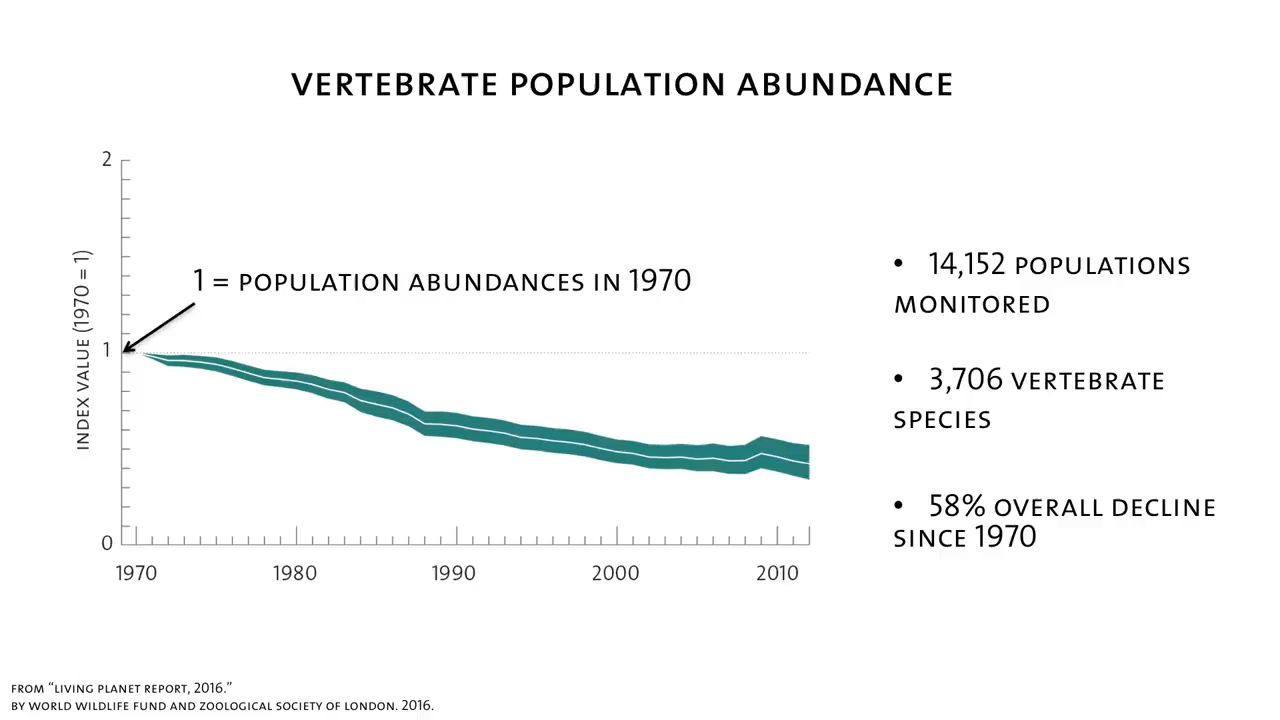 VERTEBRATE POPULATION ABUNDANCE
2
1 = POPULATION ABUNDANCES IN 1970
INDEX VALUE (1970 = 1)
1
0
1970 1980 1990 2000 2010
• 14,152 POPULATIONS
MONITORED
• 3,706 VERTEBRATE
SPECIES
• 58% OVERALL DECLINE
SINCE 1970
FROM “LIVING PLANET REPORT, 2016.”
BY WORLD WILDLIFE FUND AND ZOOLOGICAL SOCIETY OF LONDON. 2016.